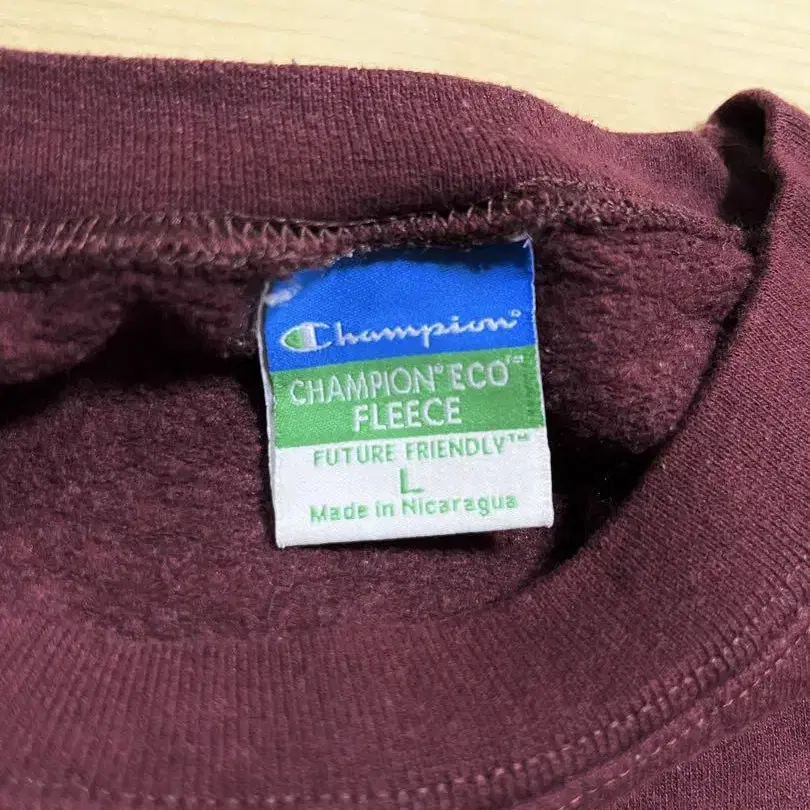 Champion®
CHAMPION® ECO™
FLEECE
FUTURE FRIENDLY™
L
Made in Nicaragua